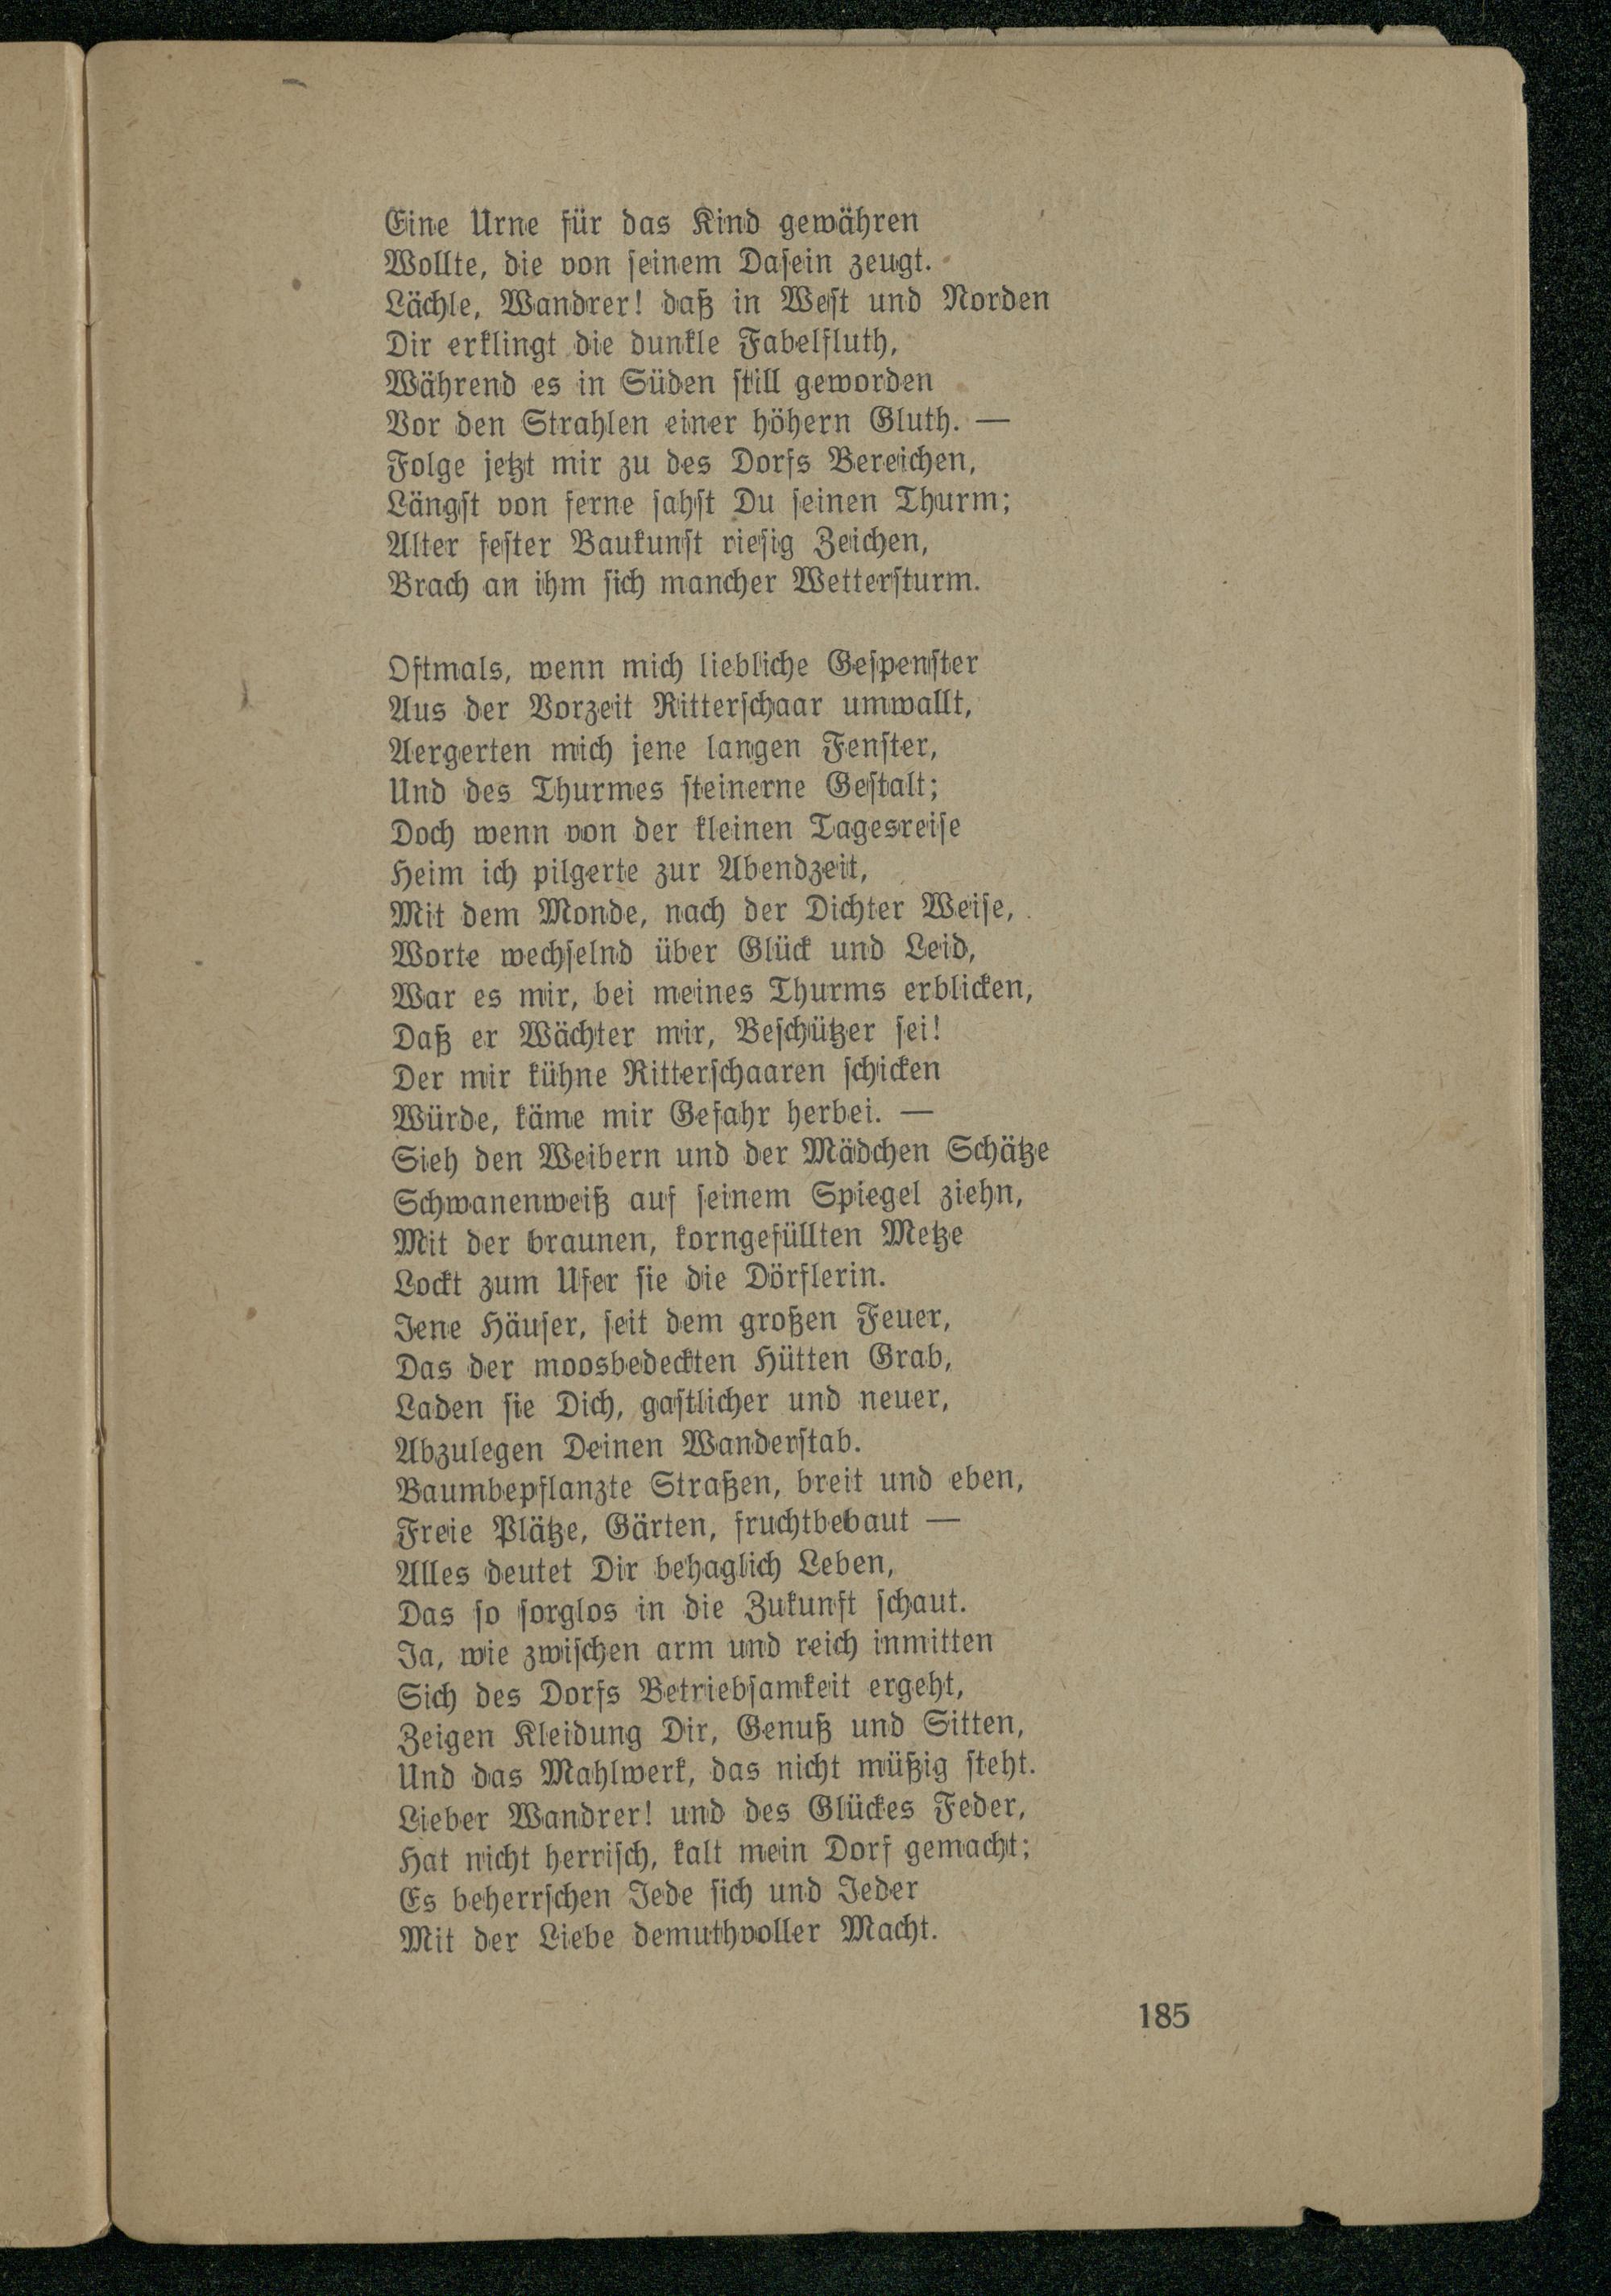 Eine Urne für das Kind gewähren
Wollte, die von seinem Dasein zeugt.
Lächle, Wandrer! daß in West und Norden
Dir erklingt die dunkle Fabelfluth,
Während es in Süden still geworden
Vor den Strahlen einer höhern Gluth. —
Folge jetzt mir zu des Dorfs Bereichen,
Längst von ferne sahst Du seinen Thurm;
Alter fester Baukunst riesig Zeichen,
Brach an ihm sich mancher Wettersturm.
Oftmals, wenn mich liebliche Gespenster
Aus der Vorzeit Ritterschaar umwallt,
Aergerten mich jene langen Fenster,
Und des Thurmes steinerne Gestalt;
Doch wenn von der kleinen Tagesreise
Heim ich pilgerte zur Abendzeit,
Mit dem Monde, nach der Dichter Weise,
Worte wechselnd über Glück und Leid,
War es mir, bei meines Thurms erblicken,
Daß er Wächter mir, Beschützer sei!
Der mir kühne Ritterschaaren schicken
Würde, käme mir Gefahr herbei. —
Sieh den Weibern und der Mädchen Schätze
Schwanenweiß auf seinem Spiegel ziehn,
Mit der braunen, korngefüllten Metze
Lockt zum Ufer sie die Dörflerin.
Jene Häuser, seit dem großen Feuer,
Das der moosbedeckten Hütten Grab,
Laden sie Dich, gastlicher und neuer,
Abzulegen Deinen Wanderstab.
Baumbepflanzte Straßen, breit und eben,
Freie Plätze, Gärten, fruchtbebaut —
Alles deutet Dir behaglich Leben,
Das so sorglos in die Zukunft schaut.
Ja, wie zwischen arm und reich inmitten
Sich des Dorfs Betriebsamkeit ergeht,
Zeigen Kleidung Dir, Genuß und Sitten,
Und das Mahlwerk, das nicht müßig steht.
Lieber Wandrer! und des Glückes Feder,
Hat nicht herrisch, kalt mein Dorf gemacht;
Es beherrschen Jede sich und Jeder
Mit der Liebe demuthvoller Macht.
185